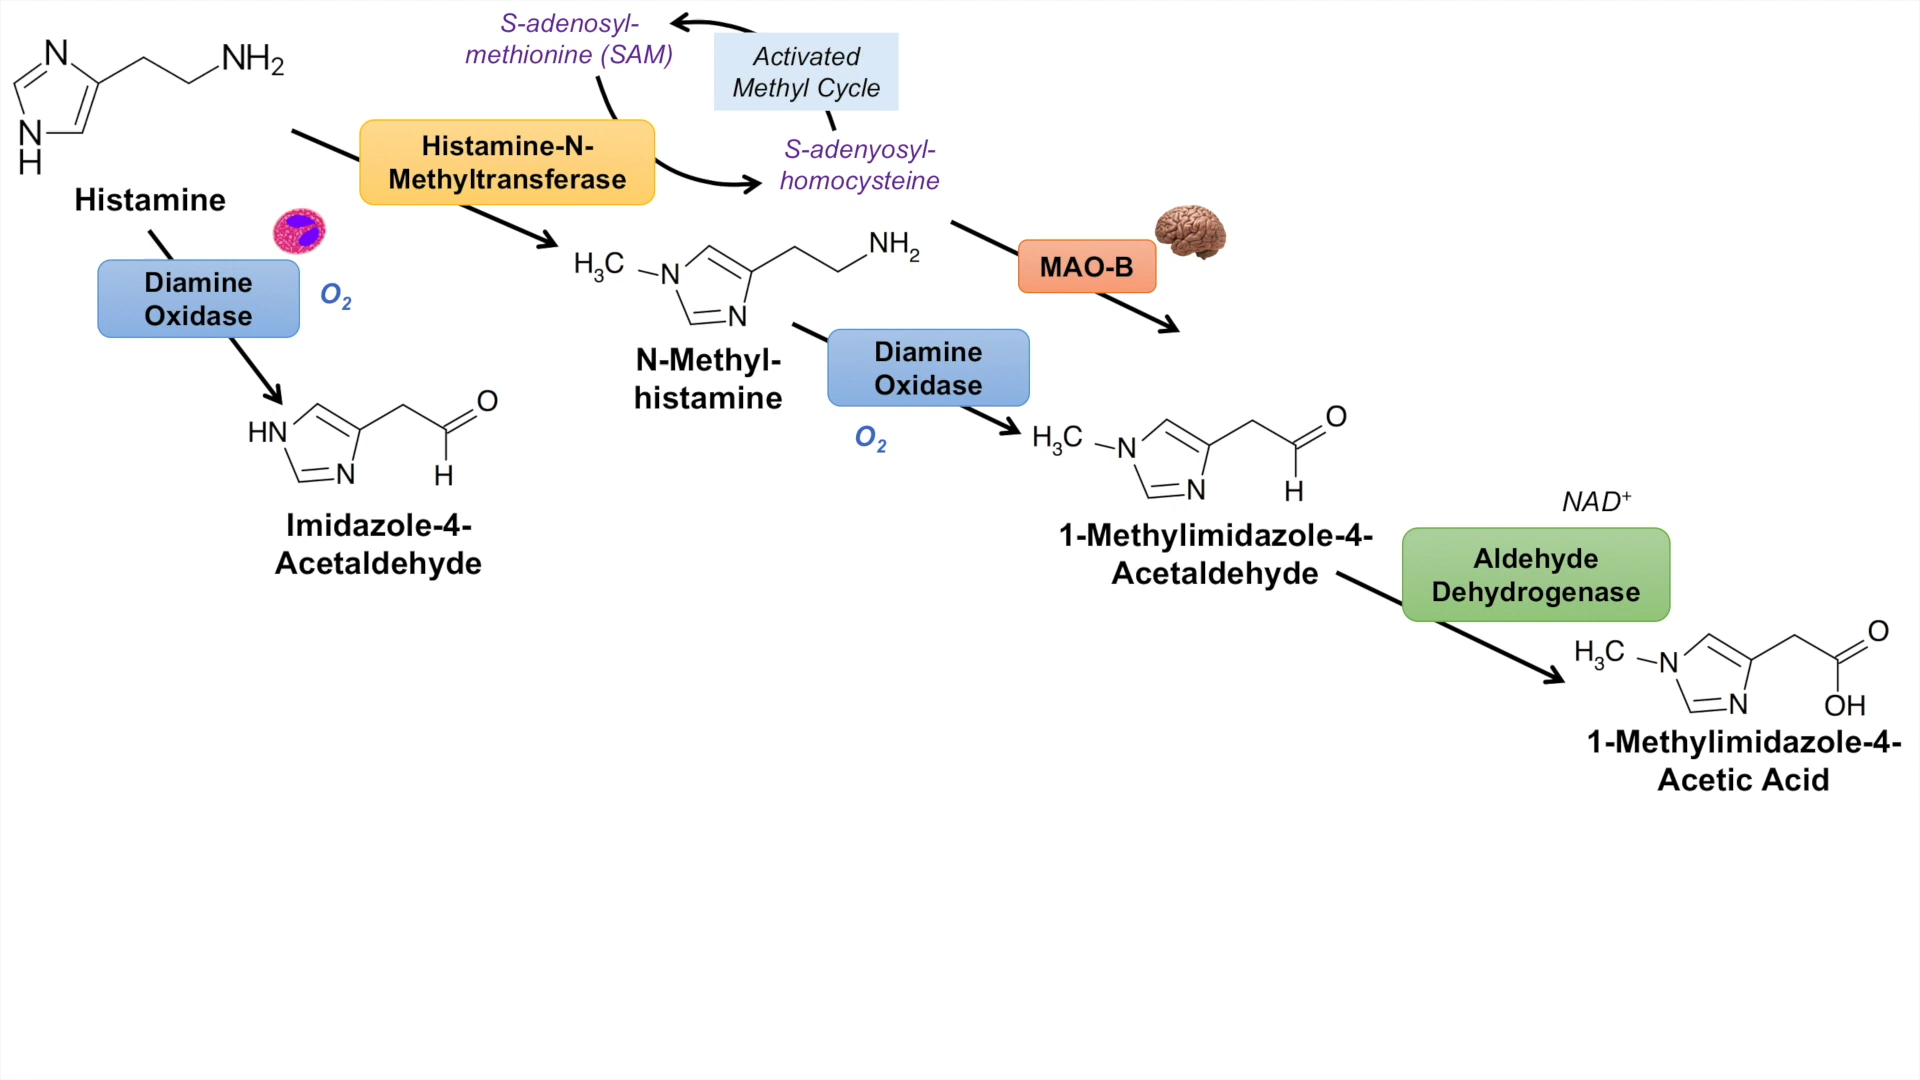 N
NH2
N
H
Histamine
S-adenosyl-
methionine (SAM)
Activated
Methyl Cycle
S-adenyosyl-
homocysteine
Histamine-N-
Methyltransferase
Diamine
Oxidase
O2
HN
N
O
H
Imidazole-4-
Acetaldehyde
H3C
N
N
NH2
N-Methyl-
histamine
MAO-B
Diamine
Oxidase
O2
H3C
N
N
O
H
1-Methylimidazole-4-
Acetaldehyde
NAD+
Aldehyde
Dehydrogenase
H3C
N
N
O
OH
1-Methylimidazole-4-
Acetic Acid